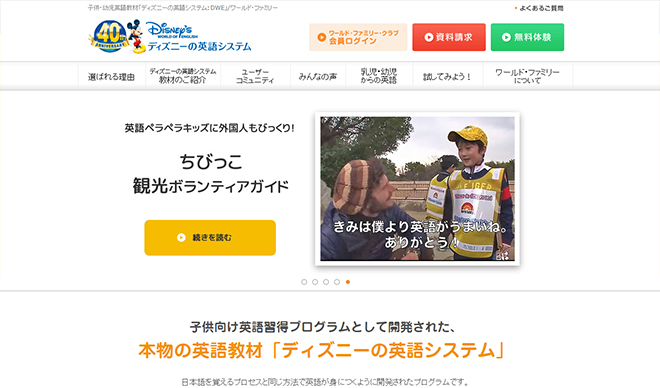 子供・幼児英語教材「ディズニーの英語システム:DWE」/ワールド・ファミリー
よくあるご質問
40th
ANNIVERSARY
Disney's
WORLD OF ENGLISH
ディズニーの英語システム
ワールド・ファミリー・クラブ
会員ログイン
資料請求
無料体験
選ばれる理由
ディズニーの英語システム
教材のご紹介
ユーザー
コミュニティ
みんなの声
乳児・幼児
からの英語
試してみよう!
ワールド・ファミリー
について
英語ペラペラキッズに外国人もびっくり!
ちびっこ
観光ボランティアガイド
続きを読む
きみは僕より英語がうまいね。
ありがとう!
子供向け英語習得プログラムとして開発された、
本物の英語教材「ディズニーの英語システム」
日本語を覚えるプロセスと同じ方法で英語が身につくように開発されたプログラムです。